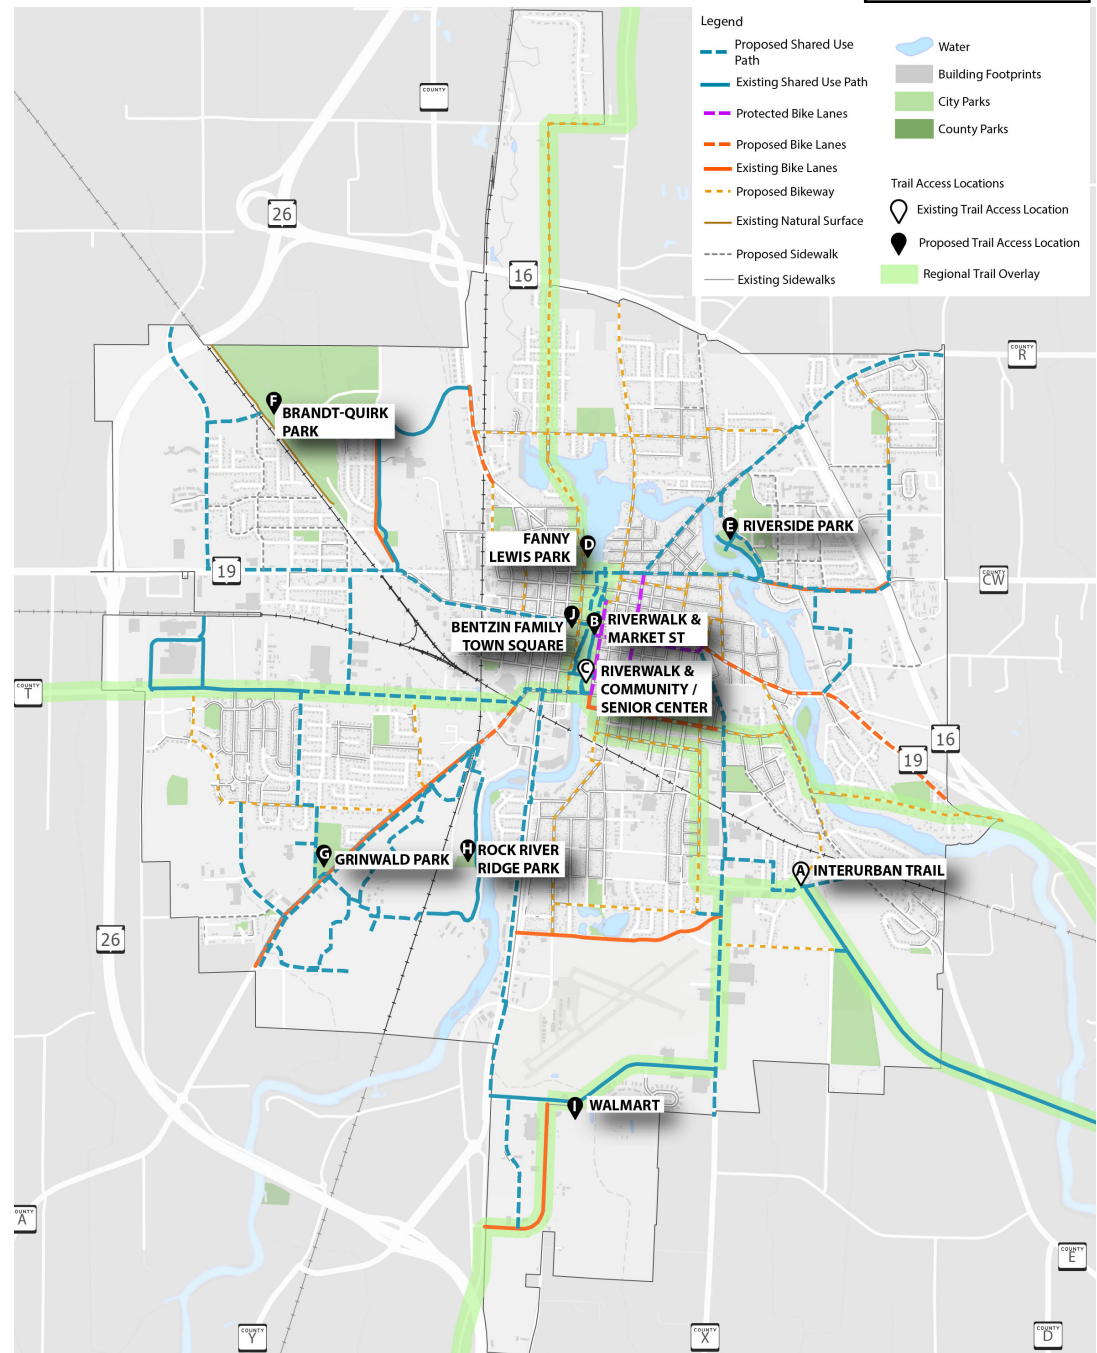 Legend
Proposed Shared Use
Path
Existing Shared Use Path
Protected Bike Lanes
Proposed Bike Lanes
Existing Bike Lanes
Proposed Bikeway
Existing Natural Surface
Proposed Sidewalk
Existing Sidewalks
Water
Building Footprints
City Parks
County Parks
Trail Access Locations
Existing Trail Access Location
Proposed Trail Access Location
Regional Trail Overlay
COUNTY
26
16
COUNTY
R
F
BRANDT-QUIRK
PARK
E
RIVERSIDE PARK
FANNY
LEWIS PARK
D
19
COUNTY
CW
J
BENTZIN FAMILY
TOWN SQUARE
B
RIVERWALK &
MARKET ST
C
RIVERWALK &
COMMUNITY /
SENIOR CENTER
COUNTY
T
16
19
G
GRINWALD PARK
H
ROCK RIVER
RIDGE PARK
A
INTERURBAN TRAIL
26
I
WALMART
OUNTY
A
COUNTY
E
COUNTY
Y
COUNTY
X
COUNTY
D